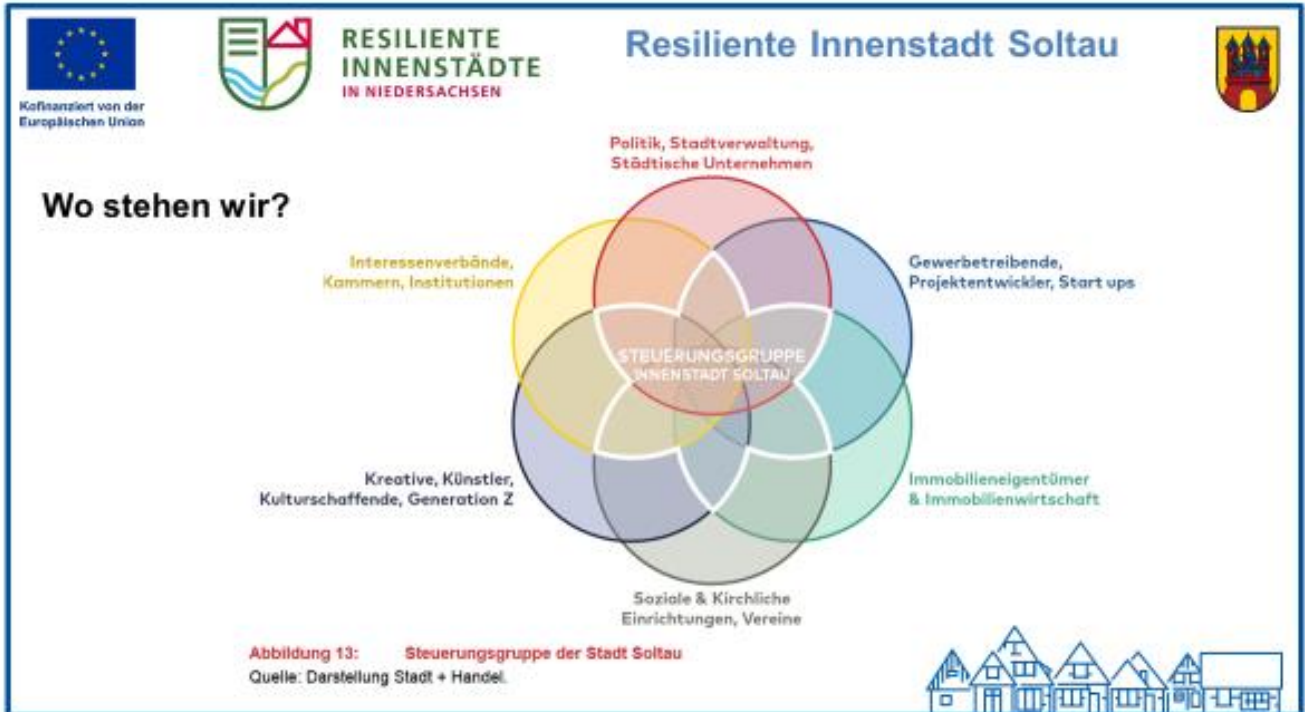 Kofinanziert von der
Europäischen Union
RESILIENTE
INNENSTÄDTE
IN NIEDERSACHSEN
Resiliente Innenstadt Soltau
Wo stehen wir?
Politik, Stadtverwaltung,
Städtische Unternehmen
Interessenverbände,
Kammern, Institutionen
Gewerbetreibende,
Projektentwickler, Start ups
STEUERUNGSGRUPPE
INNENSTADT SOLTAU
Kreative, Künstler,
Kulturschaffende, Generation Z
Immobilieneigentümer
& Immobilienwirtschaft
Soziale & Kirchliche
Einrichtungen, Vereine
Abbildung 13: Steuerungsgruppe der Stadt Soltau
Quelle: Darstellung Stadt + Handel.